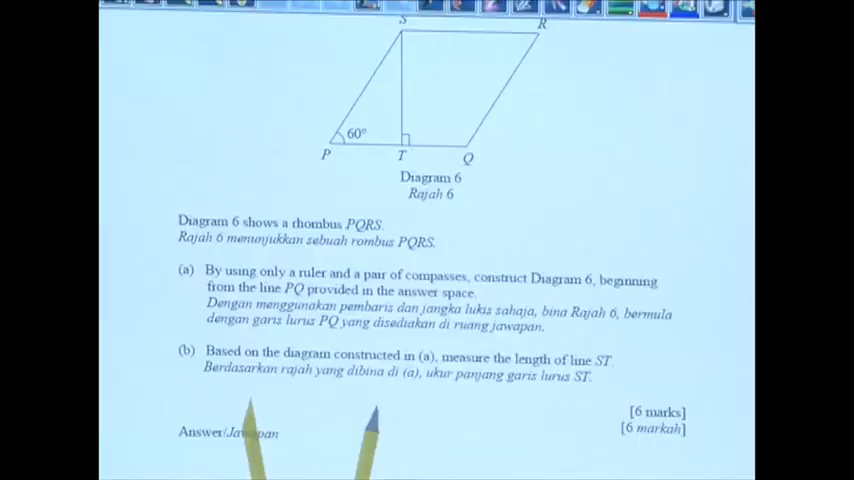 S R
60°
P T Q
Diagram 6
Rajah 6
Diagram 6 shows a rhombus PQRS.
Rajah 6 menunjukkan sebuah rombus PQRS.
(a) By using only a ruler and a pair of compasses, construct Diagram 6, beginning
from the line PQ provided in the answer space.
Dengan menggunakan pembaris dan jangka lukis sahaja, bina Rajah 6, bermula
dengan garis lurus PQ yang disediakan di ruang jawapan.
(b) Based on the diagram constructed in (a), measure the length of line ST.
Berdasarkan rajah yang dibina di (a), ukur panjang garis lurus ST.
[6 marks]
[6 markah]
Answer/Jawapan